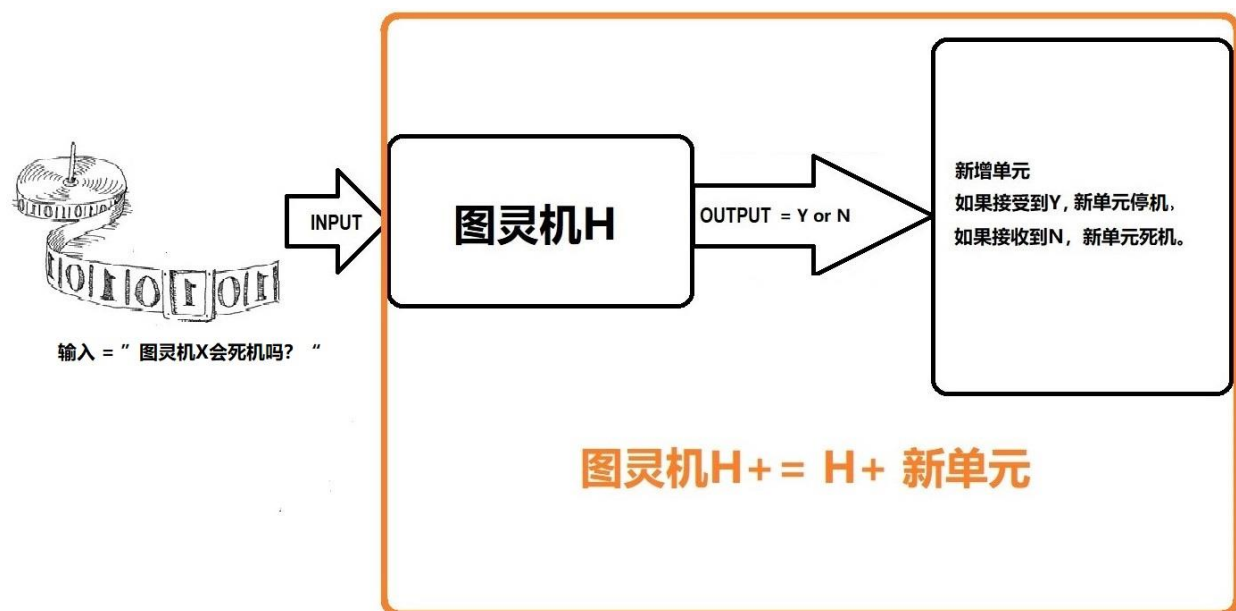 01010110101
1010101101
输入 = ” 图灵机X会死机吗? “
INPUT
图灵机H
OUTPUT = Y or N
新增单元
如果接受到Y, 新单元停机,
如果接收到N, 新单元死机。
图灵机H+= H+ 新单元